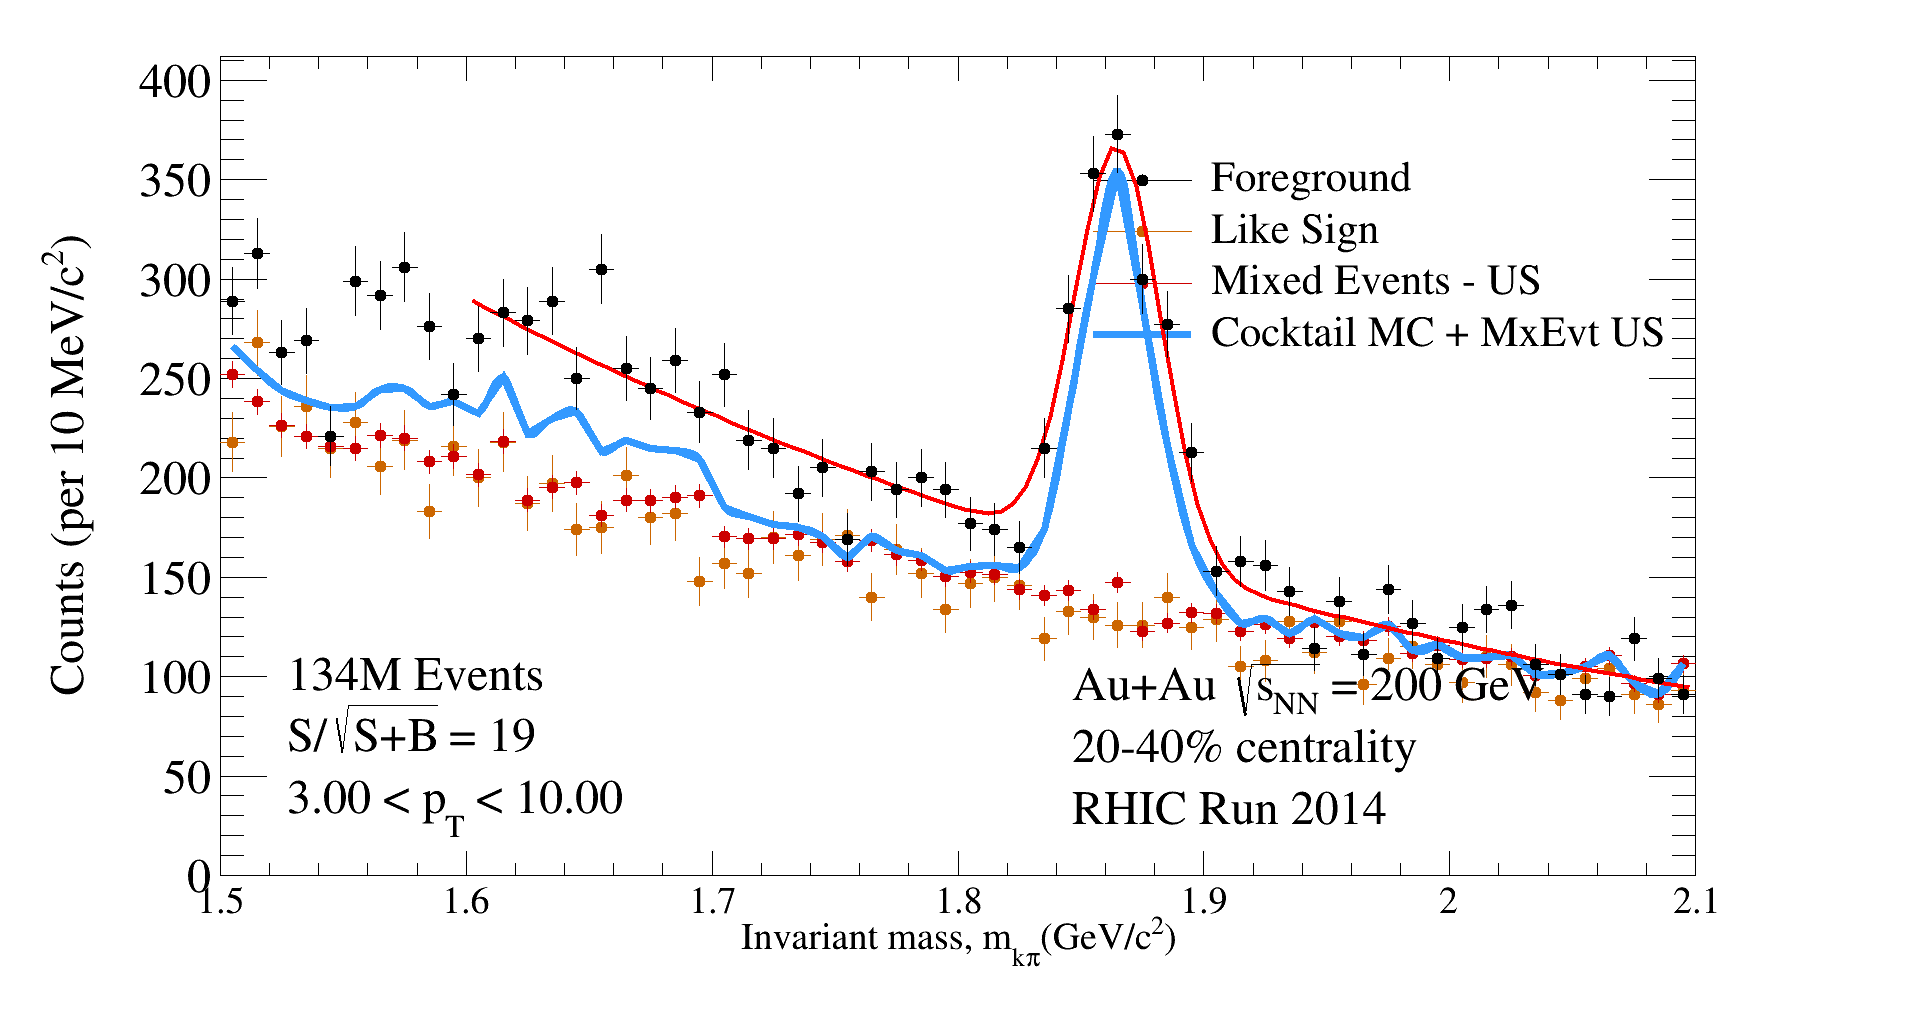 Counts (per 10 MeV/c²)
400
350
300
250
200
150
100
50
0
Foreground
Like Sign
Mixed Events - US
Cocktail MC + MxEvt US
134M Events
S/√S+B = 19
3.00 < p_T < 10.00
Au+Au √s_NN = 200 GeV
20-40% centrality
RHIC Run 2014
1.5 1.6 1.7 1.8 1.9 2 2.1
Invariant mass, m_kπ(GeV/c²)